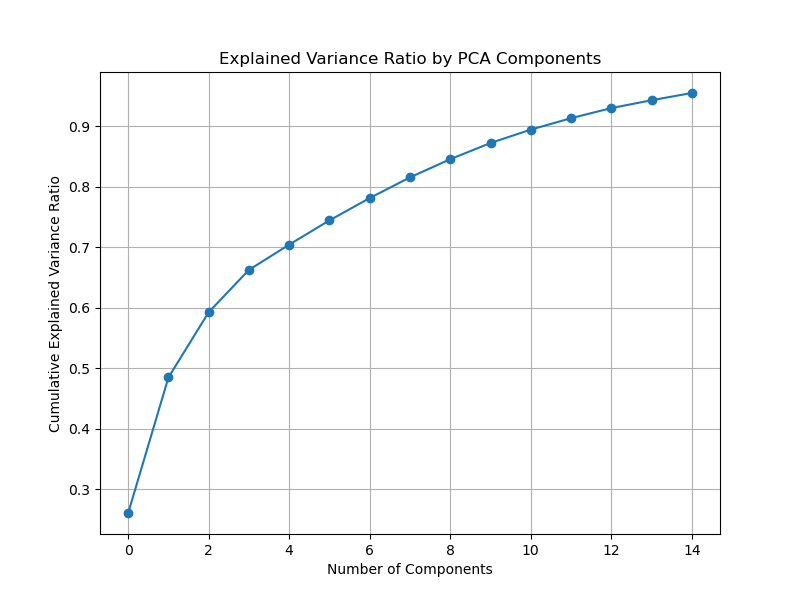 Explained Variance Ratio by PCA Components
Cumulative Explained Variance Ratio
0.9
0.8
0.7
0.6
0.5
0.4
0.3
0 2 4 6 8 10 12 14
Number of Components